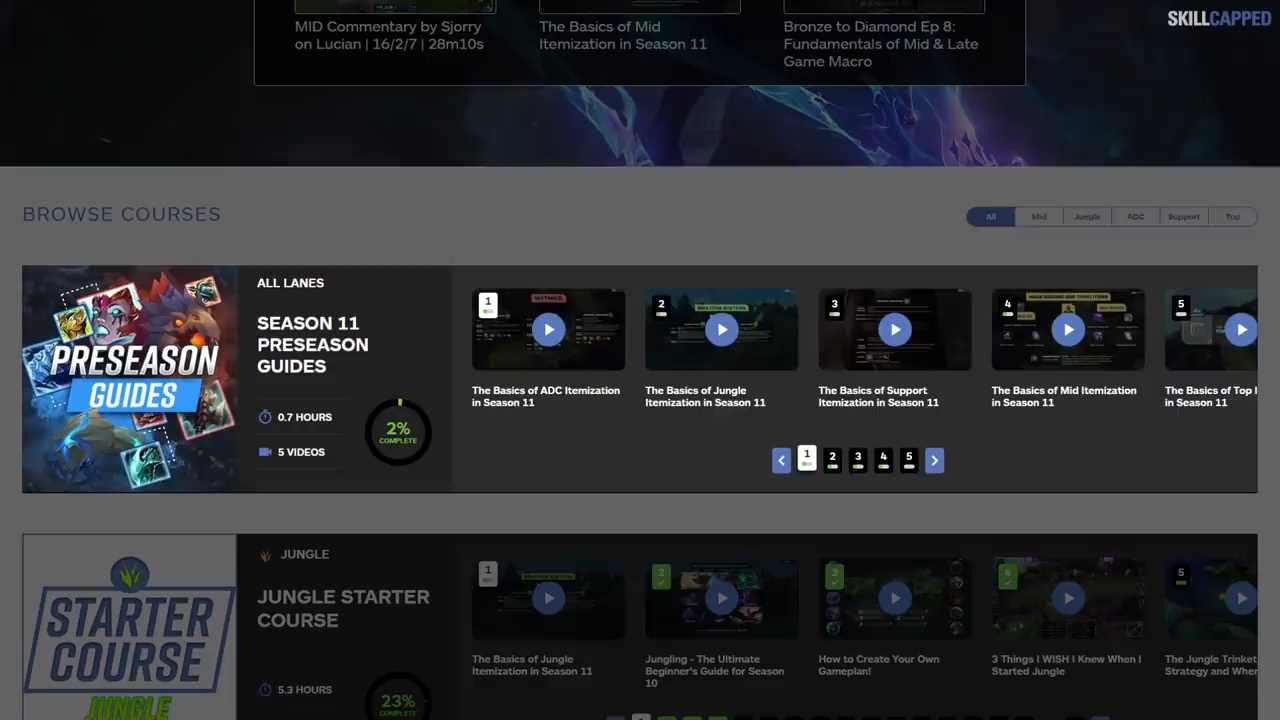 SKILLCAPPED
MID Commentary by Sjorry
on Lucian | 16/2/7 | 28m10s
The Basics of Mid
Itemization in Season 11
Bronze to Diamond Ep 8:
Fundamentals of Mid & Late
Game Macro
BROWSE COURSES
All
Mid
Jungle
ADC
Support
Top
PRESEASON
GUIDES
ALL LANES
SEASON 11
PRESEASON
GUIDES
0.7 HOURS
5 VIDEOS
2%
COMPLETE
1
MYTHICS
The Basics of ADC Itemization
in Season 11
2
The Basics of Jungle
Itemization in Season 11
3
The Basics of Support
Itemization in Season 11
4
The Basics of Mid Itemization
in Season 11
5
The Basics of Top I
in Season 11
1
2
3
4
5
STARTER
COURSE
JUNGLE
JUNGLE
JUNGLE STARTER
COURSE
5.3 HOURS
23%
COMPLETE
1
The Basics of Jungle
Itemization in Season 11
2
Jungling - The Ultimate
Beginner's Guide for Season
10
3
How to Create Your Own
Gameplan!
4
3 Things I WISH I Knew When I
Started Jungle
5
The Jungle Trinket
Strategy and Wher